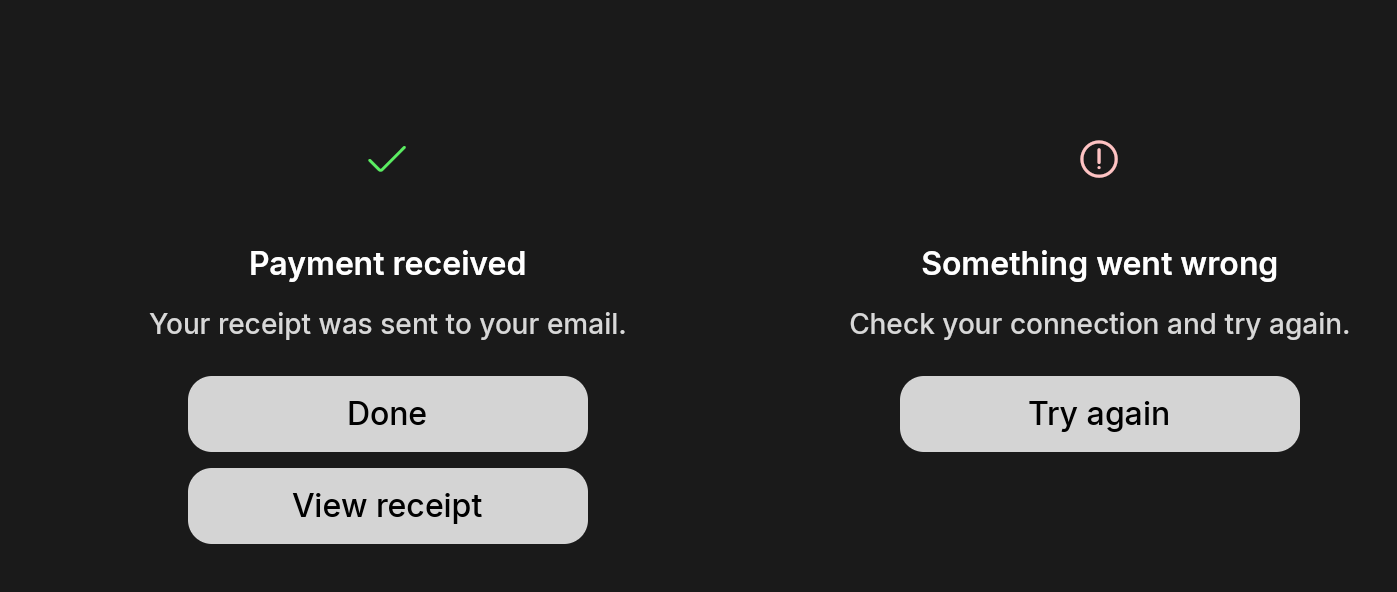 Payment received
Your receipt was sent to your email.
Done
View receipt
Something went wrong
Check your connection and try again.
Try again